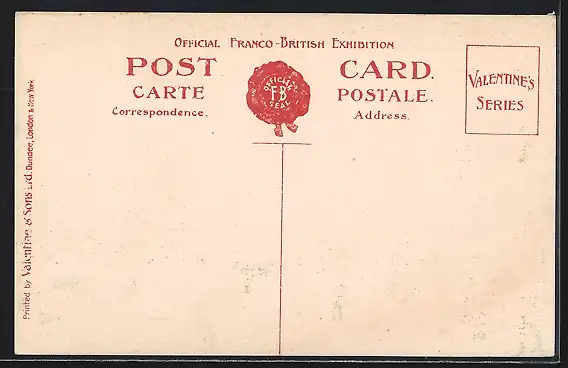 OFFICIAL FRANCO-BRITISH EXHIBITION
POST CARD.
CARTE POSTALE.
Correspondence. Address.
OFFICIAL
FB
SEAL
VALENTINE'S
SERIES
Printed by Valentine & Sons Ltd. Dundee, London & New York.